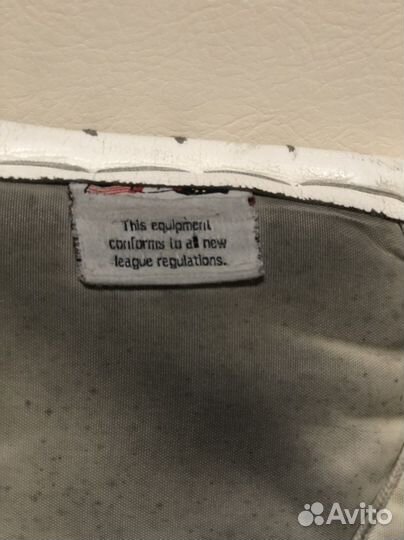 This equipment
conforms to all new
league regulations.
Avito